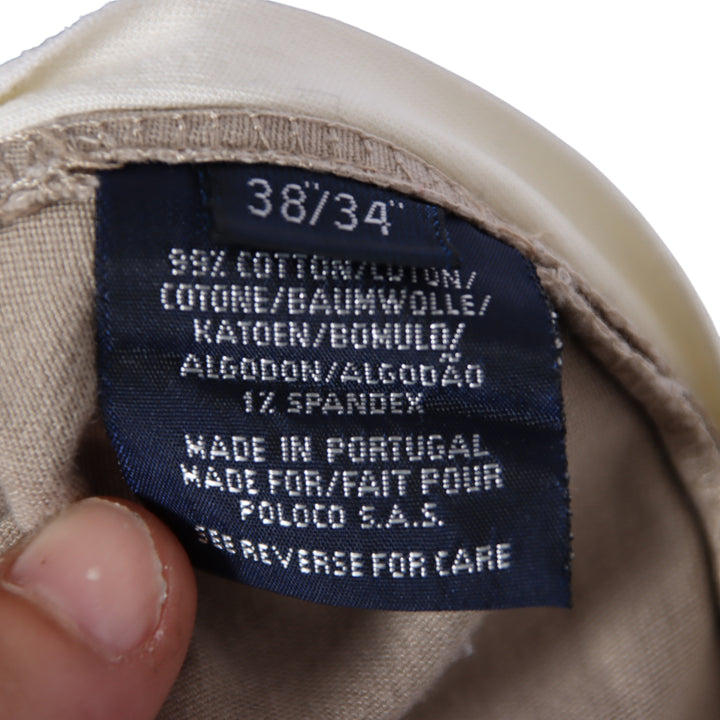 38"/34"
99% COTTON/COTON/
COTONE/BAUMWOLLE/
KATOEN/BOMULD/
ALGODON/ALGODÃO
1% SPANDEX
MADE IN PORTUGAL
MADE FOR/FAIT POUR
POLOCO S.A.S.
SEE REVERSE FOR CARE